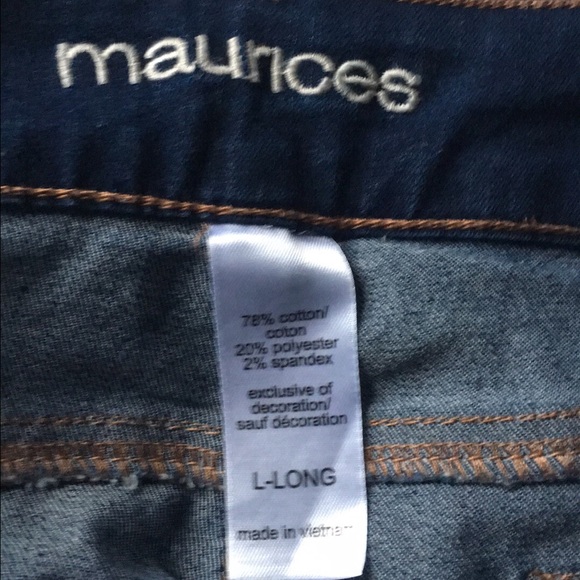 maurices
78% cotton/
coton
20% polyester
2% spandex
exclusive of
decoration/
sauf décoration
L-LONG
made in vietnam